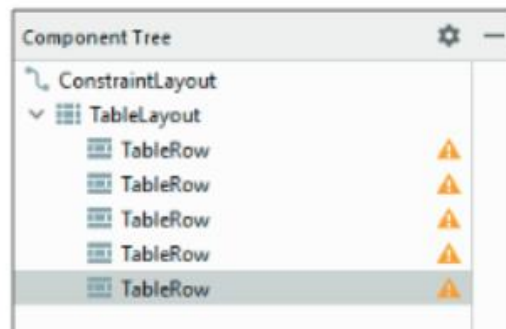 Component Tree
ConstraintLayout
TableLayout
TableRow
TableRow
TableRow
TableRow
TableRow